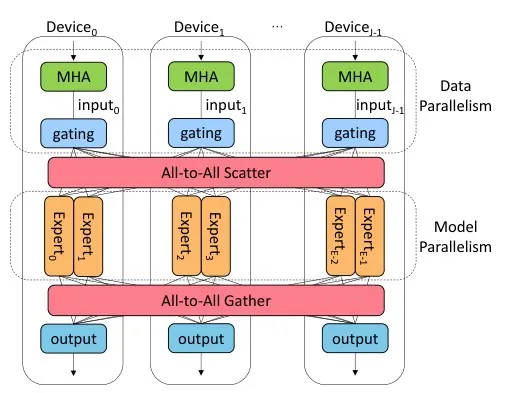 Device0 Device1 ... DeviceJ-1
MHA MHA MHA
Data
Parallelism
input0 input1 inputJ-1
gating gating gating
All-to-All Scatter
Expert0 Expert1 Expert2 Expert3 ExpertE-2 ExpertE-1
Model
Parallelism
All-to-All Gather
output output output